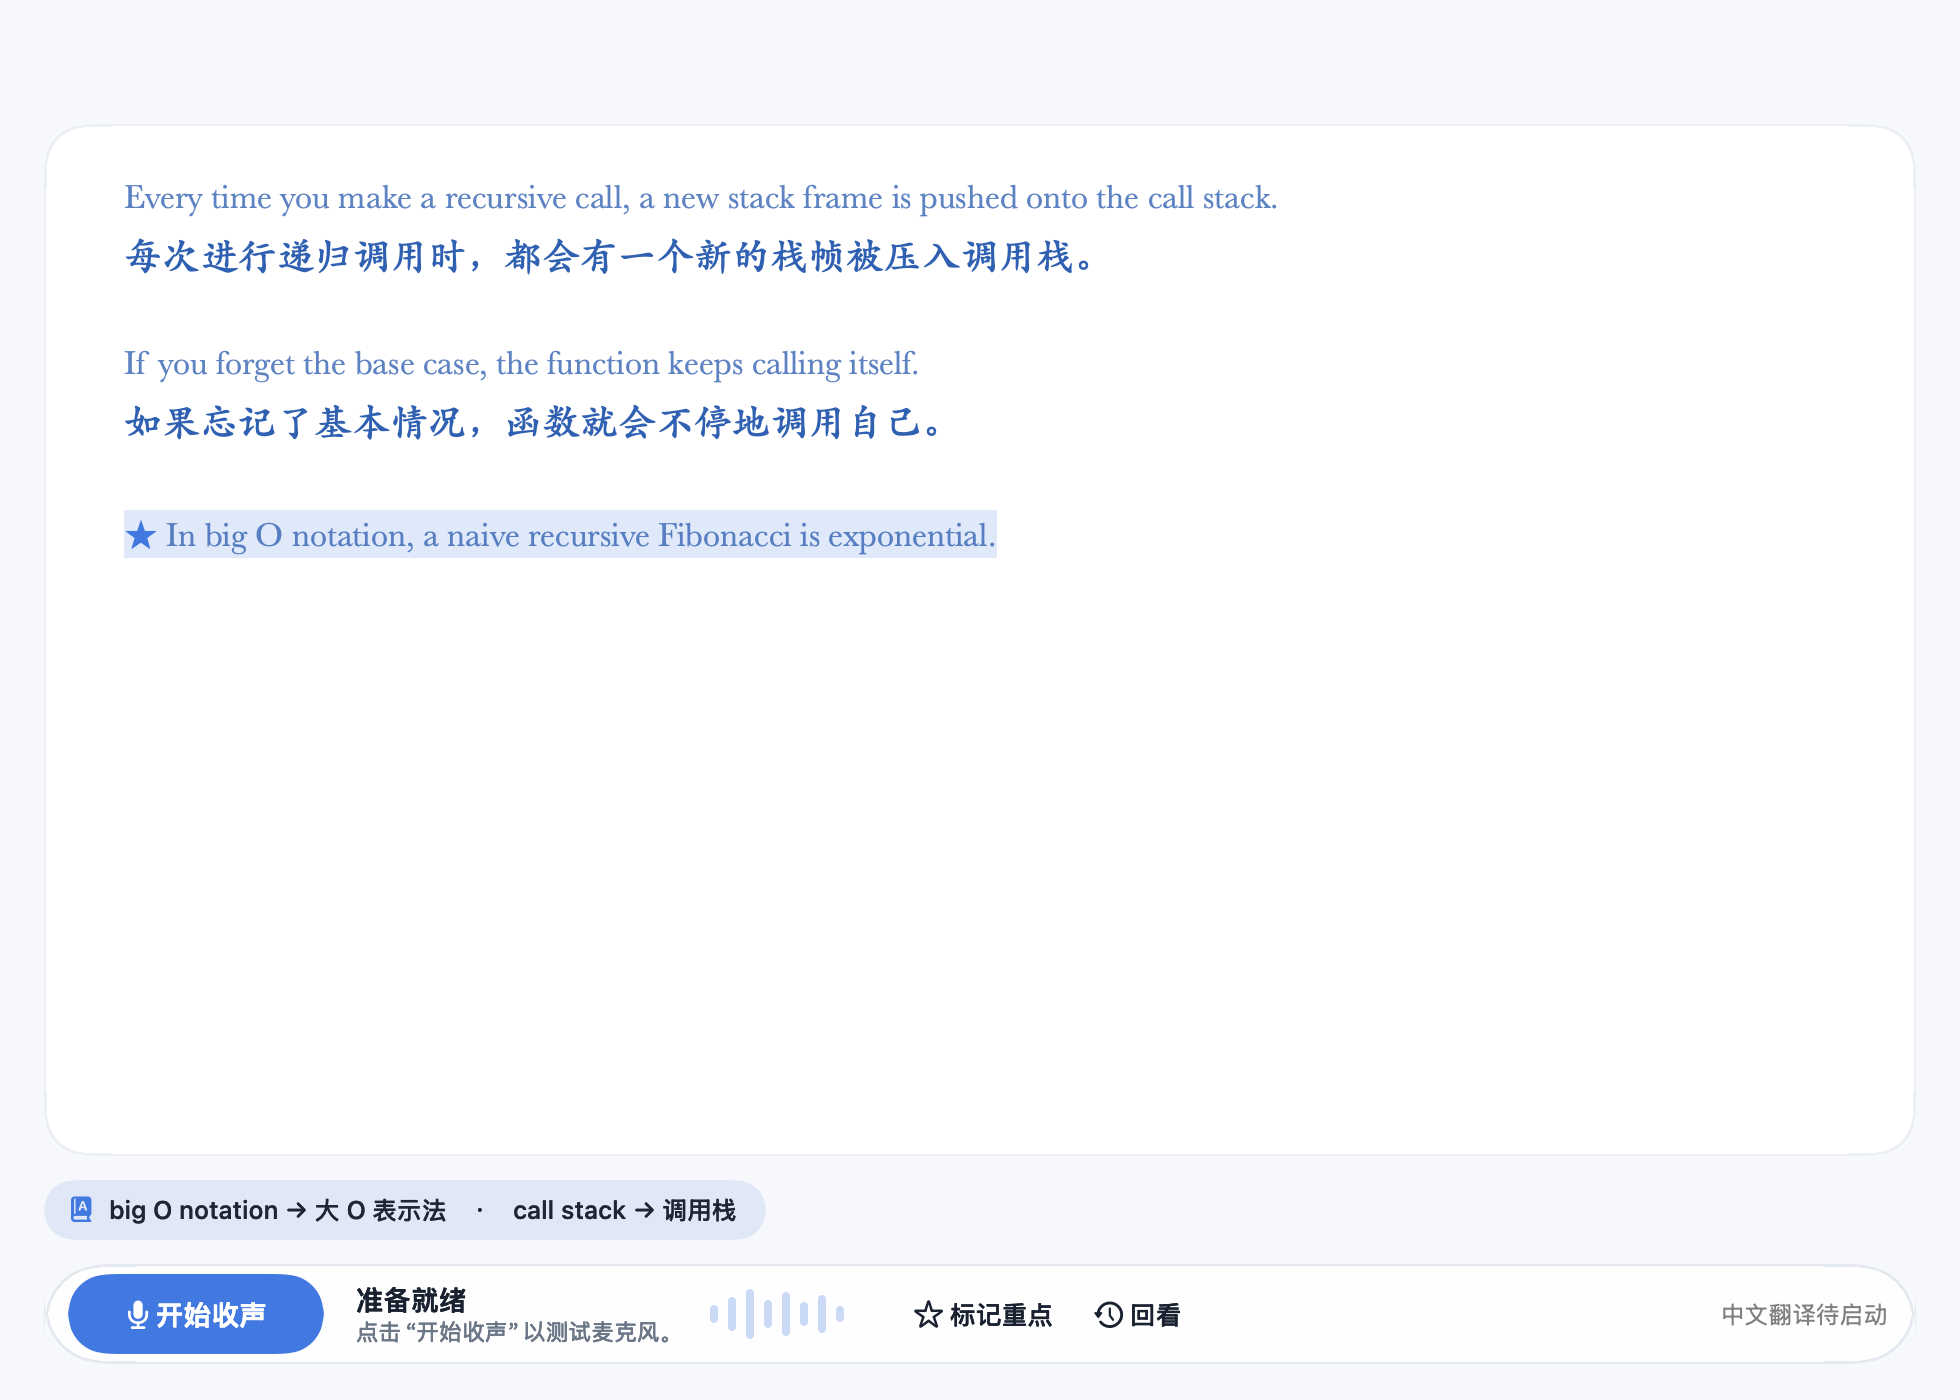 Every time you make a recursive call, a new stack frame is pushed onto the call stack.
每次进行递归调用时，都会有一个新的栈帧被压入调用栈。
If you forget the base case, the function keeps calling itself.
如果忘记了基本情况，函数就会不停地调用自己。
★ In big O notation, a naive recursive Fibonacci is exponential.
big O notation → 大 O 表示法 · call stack → 调用栈
开始收声
准备就绪
点击 “开始收声” 以测试麦克风。
标记重点
回看
中文翻译待启动